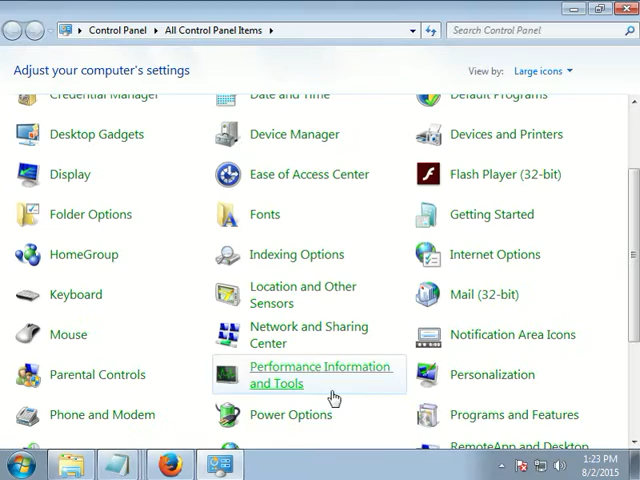 Control Panel
All Control Panel Items
Search Control Panel
Adjust your computer's settings
View by:
Large icons
Credential Manager
Date and Time
Default Programs
Desktop Gadgets
Device Manager
Devices and Printers
Display
Ease of Access Center
Flash Player (32-bit)
Folder Options
Fonts
Getting Started
HomeGroup
Indexing Options
Internet Options
Keyboard
Location and Other
Sensors
Mail (32-bit)
Mouse
Network and Sharing
Center
Notification Area Icons
Parental Controls
Performance Information
and Tools
Personalization
Phone and Modem
Power Options
Programs and Features
RemoteApp and Desktop
1:23 PM
8/2/2015